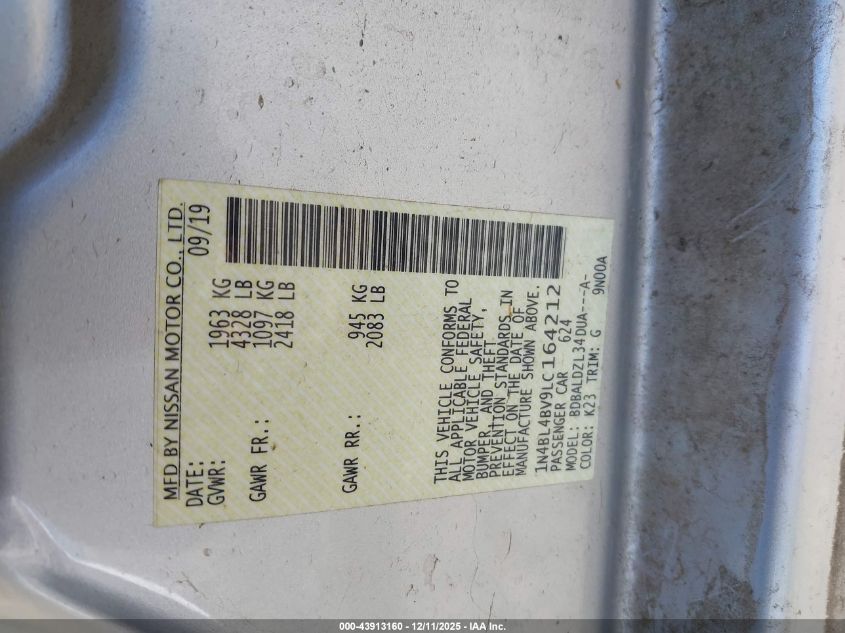 MFD BY NISSAN MOTOR CO., LTD.
DATE: 09/19
GVWR: 1963 KG
4328 LB
GAWR FR.: 1097 KG
2418 LB
GAWR RR.: 945 KG
2083 LB
THIS VEHICLE CONFORMS TO
ALL APPLICABLE FEDERAL
MOTOR VEHICLE SAFETY,
BUMPER, AND THEFT
PREVENTION STANDARDS IN
EFFECT ON THE DATE OF
MANUFACTURE SHOWN ABOVE.
1N4BL4BV9LC164212
PASSENGER CAR 624
MODEL: BDBALDZL34DUA---A-
COLOR: K23 TRIM: G 9N00A
000-43913160 - 12/11/2025 - IAA Inc.